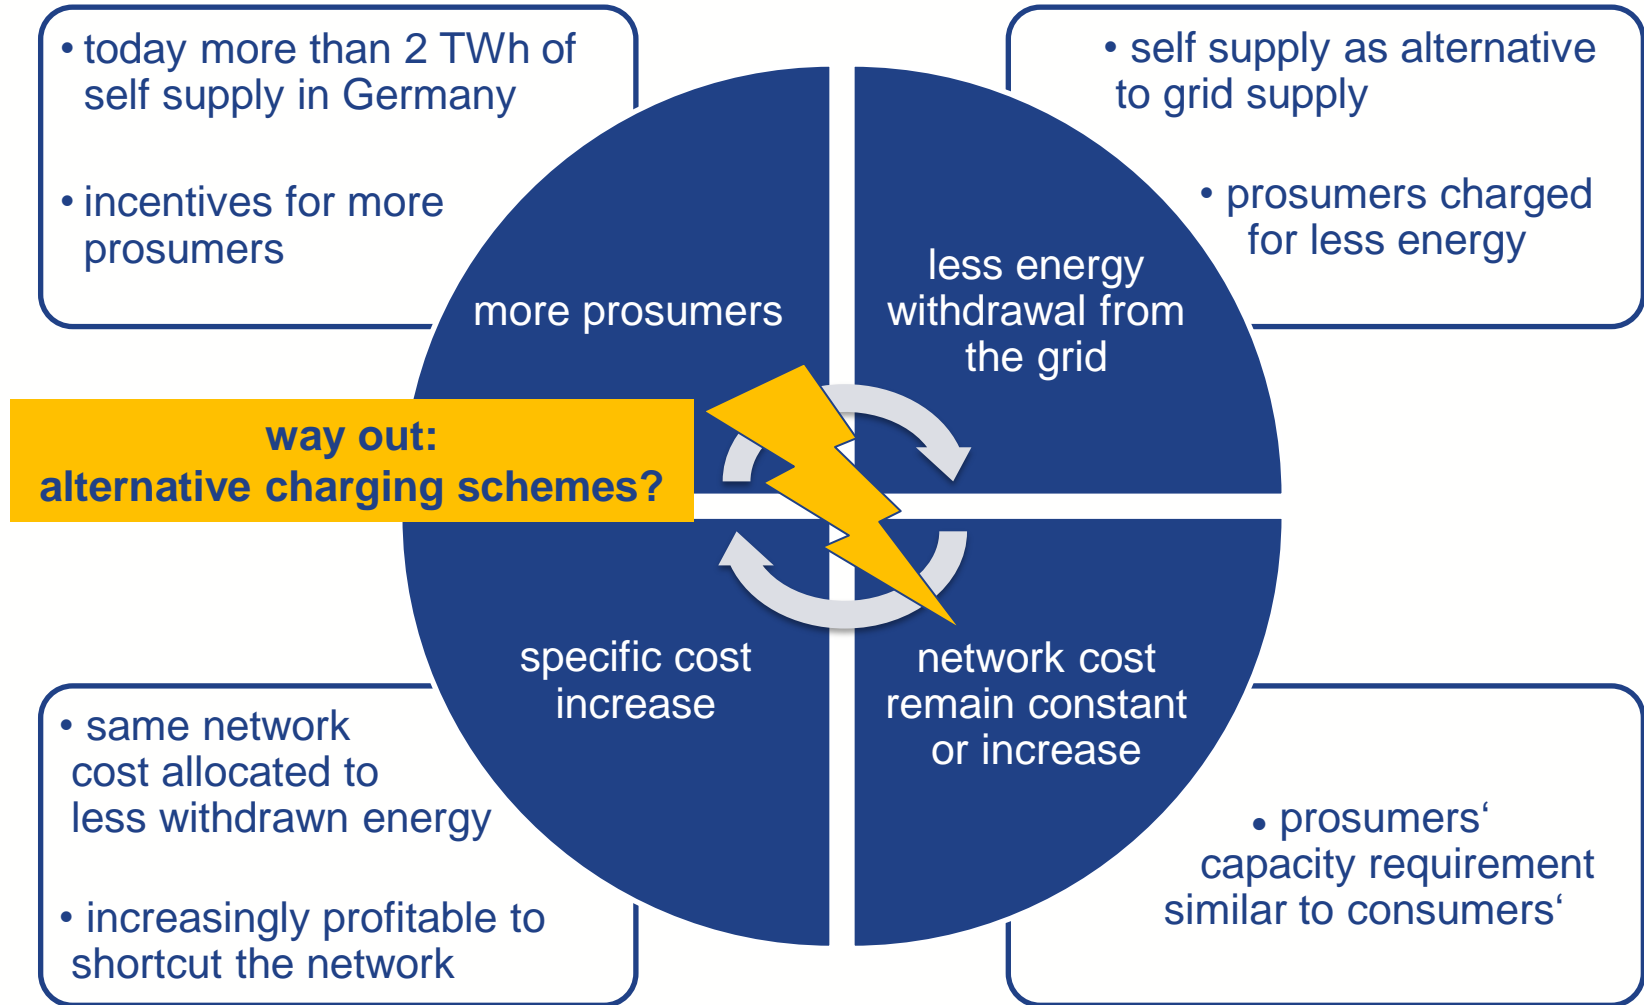 • today more than 2 TWh of
self supply in Germany
• incentives for more
prosumers
• self supply as alternative
to grid supply
• prosumers charged
for less energy
more prosumers
less energy
withdrawal from
the grid
way out:
alternative charging schemes?
specific cost
increase
network cost
remain constant
or increase
• same network
cost allocated to
less withdrawn energy
• increasingly profitable to
shortcut the network
• prosumers‘
capacity requirement
similar to consumers‘